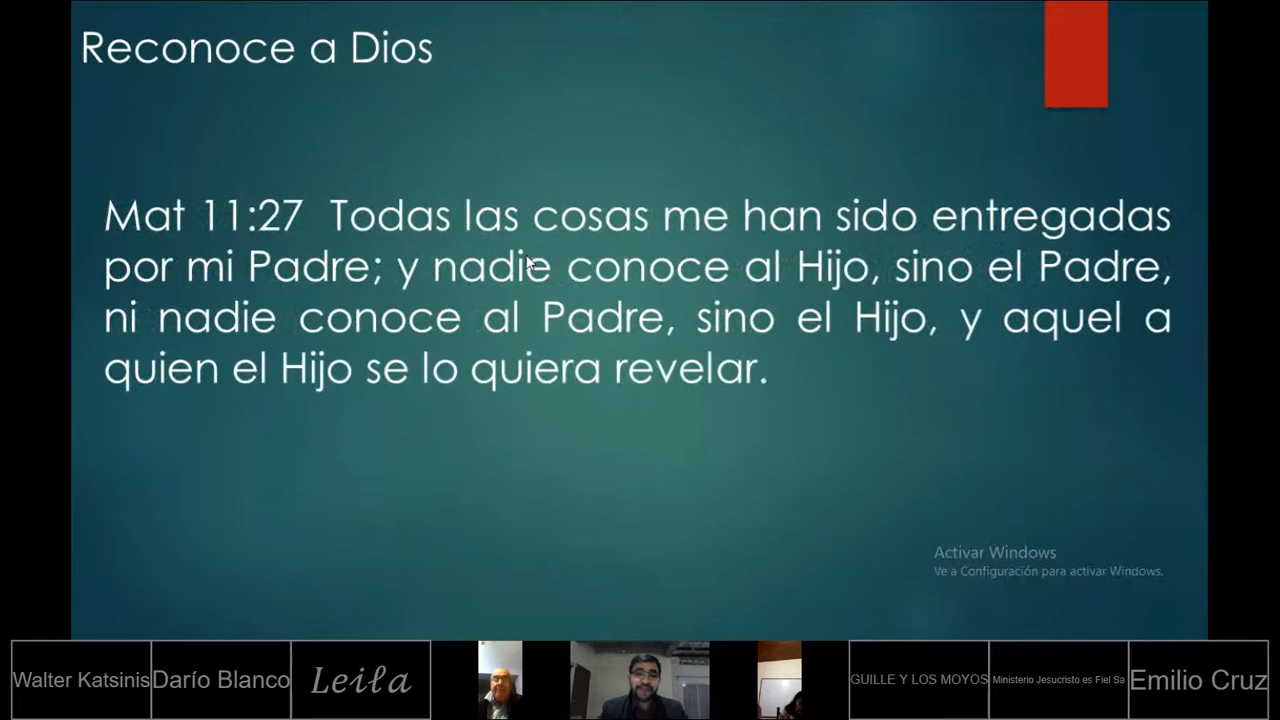 Reconoce a Dios
Mat 11:27  Todas las cosas me han sido entregadas
por mi Padre; y nadie conoce al Hijo, sino el Padre,
ni nadie conoce al Padre, sino el Hijo, y aquel a
quien el Hijo se lo quiera revelar.
Activar Windows
Ve a Configuración para activar Windows.
Walter Katsinis
Darío Blanco
Leiła
GUILLE Y LOS MOYOS
Ministerio Jesucristo es Fiel Sa
Emilio Cruz